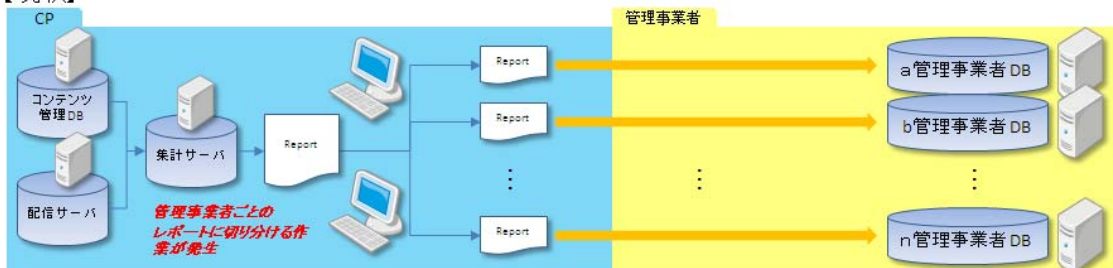 CP
管理事業者
コンテンツ
管理DB
配信サーバ
集計サーバ
Report
管理事業者ごとの
レポートに切り分ける作
業が発生
Report
Report
⋮
Report
⋮
a管理事業者DB
b管理事業者DB
⋮
n管理事業者DB